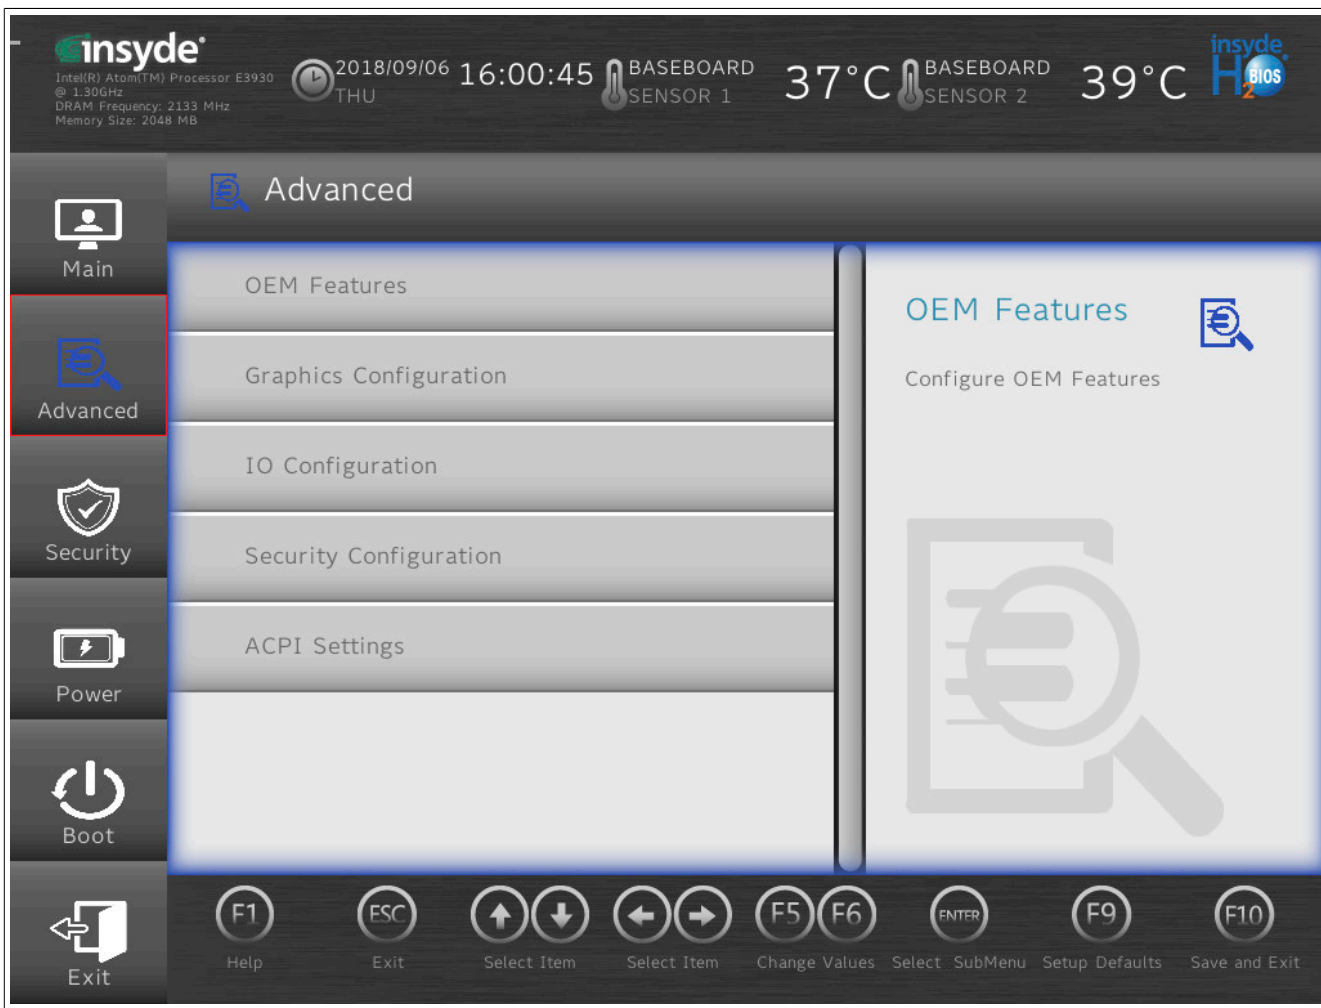 insyde®
Intel(R) Atom(TM) Processor E3930
@ 1.30GHz
DRAM Frequency: 2133 MHz
Memory Size: 2048 MB
2018/09/06
THU
16:00:45
BASEBOARD
SENSOR 1
37°C
BASEBOARD
SENSOR 2
39°C
insyde®
H2BIOS
Main
Advanced
Security
Power
Boot
Exit
Advanced
OEM Features
Graphics Configuration
IO Configuration
Security Configuration
ACPI Settings
OEM Features
Configure OEM Features
F1
Help
ESC
Exit
Select Item
Select Item
F5 F6
Change Values
ENTER
Select SubMenu
F9
Setup Defaults
F10
Save and Exit